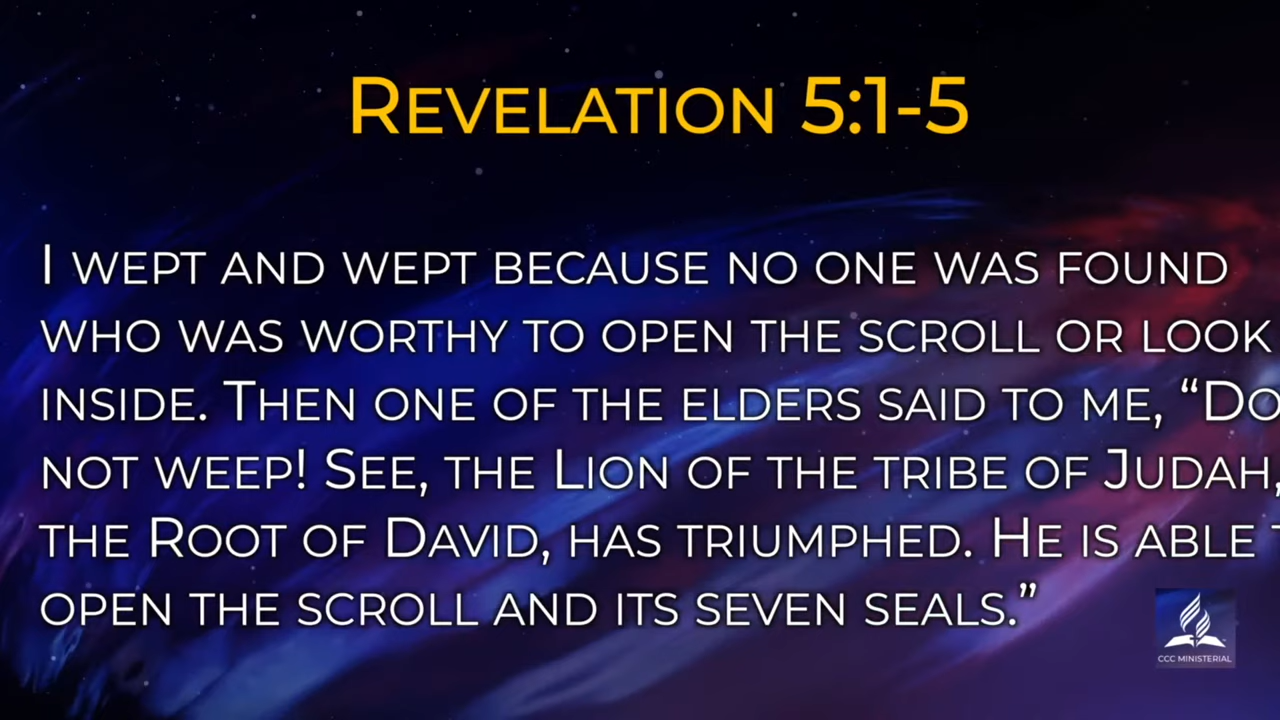 Revelation 5:1-5
I wept and wept because no one was found
who was worthy to open the scroll or look
inside. Then one of the elders said to me, “Do
not weep! See, the Lion of the tribe of Judah,
the Root of David, has triumphed. He is able
open the scroll and its seven seals.”
CCC MINISTERIAL